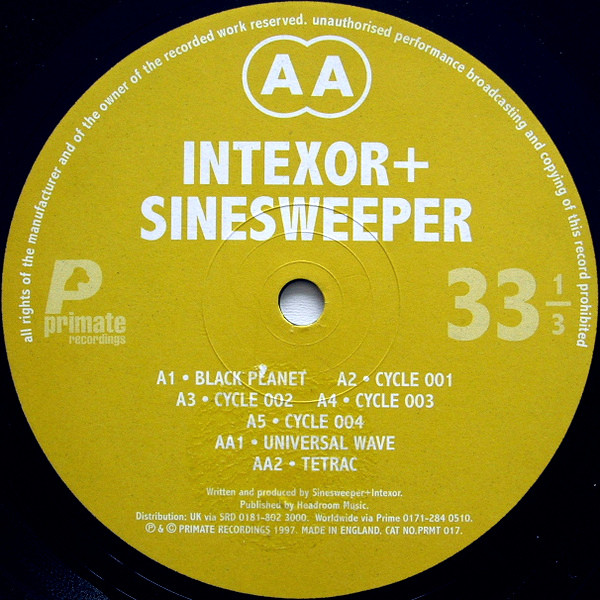 all rights of the manufacturer and of the owner of the recorded work reserved. unauthorised performance broadcasting and copying of this record prohibited
AA
INTEXOR+
SINESWEEPER
P
primate
recordings
33 1/3
A1 • BLACK PLANET A2 • CYCLE 001
A3 • CYCLE 002 A4 • CYCLE 003
A5 • CYCLE 004
AA1 • UNIVERSAL WAVE
AA2 • TETRAC
Written and produced by Sinesweeper+Intexor.
Published by Headroom Music.
Distribution: UK via SRD 0181-802 3000. Worldwide via Prime 0171-284 0510.
℗ & © PRIMATE RECORDINGS 1997. MADE IN ENGLAND. CAT NO.PRMT 017.